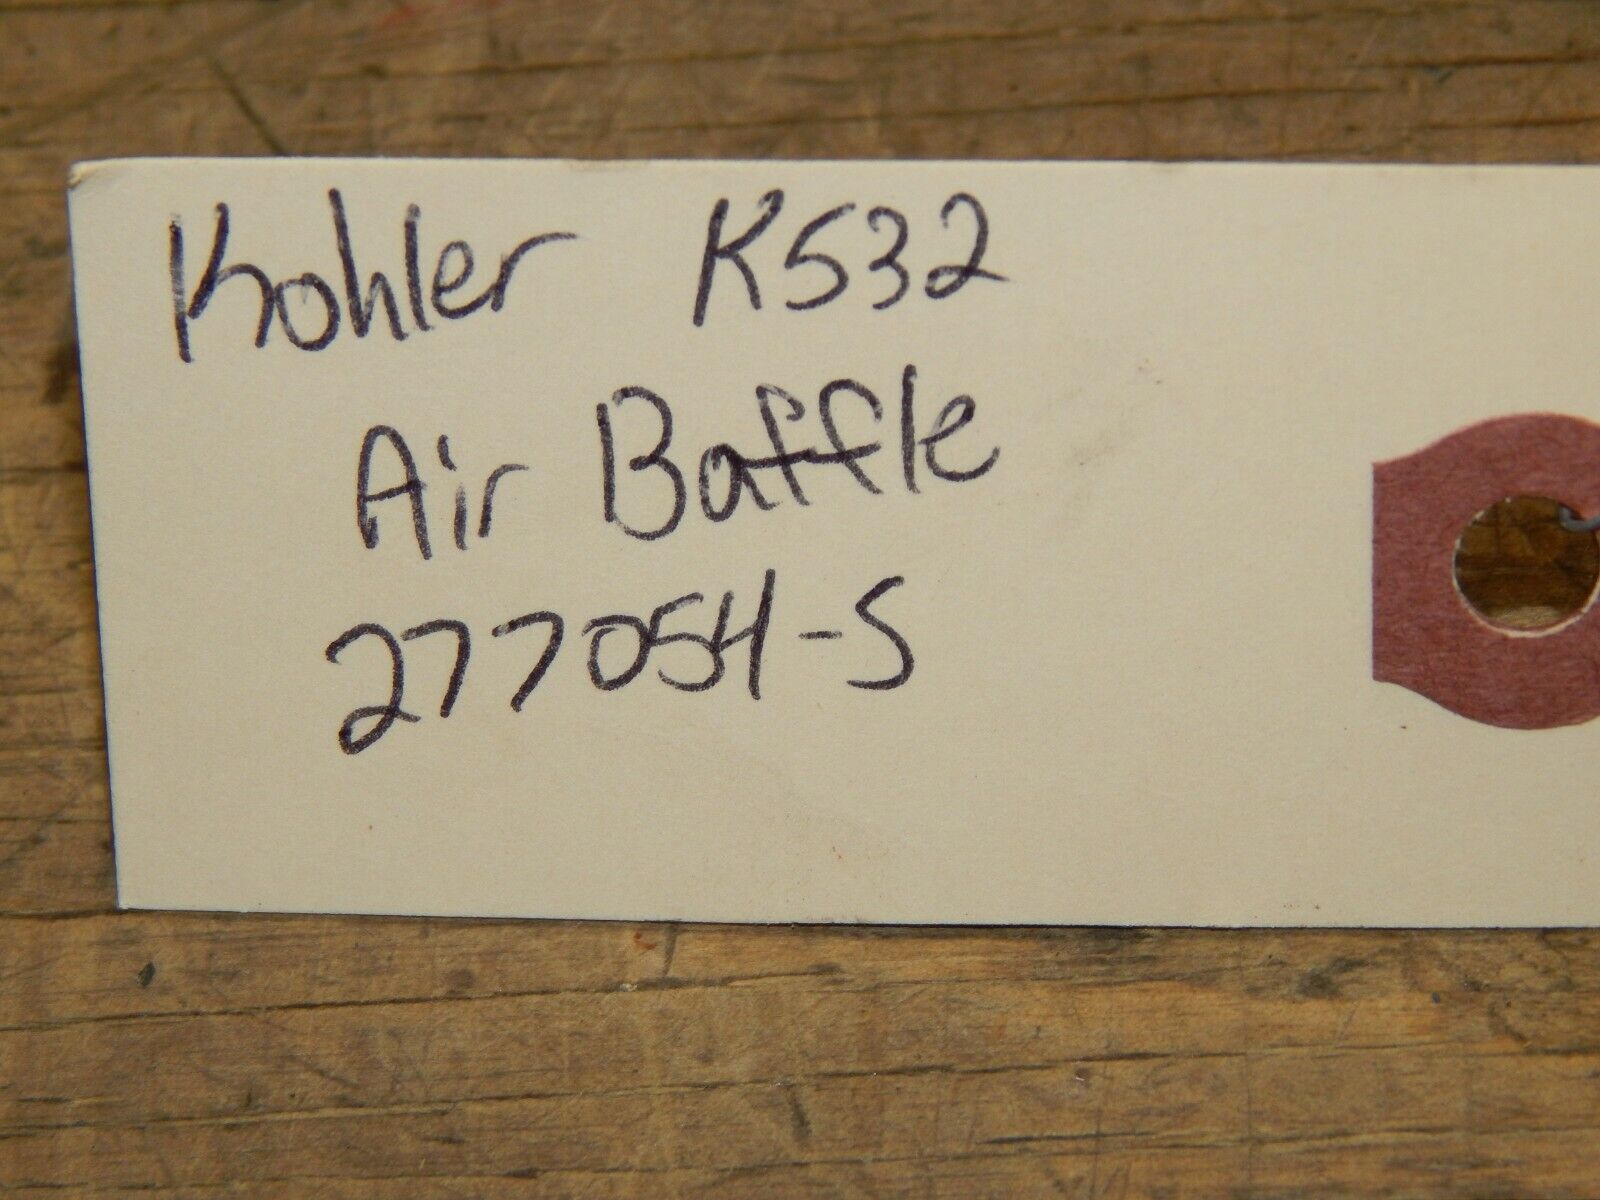 Kohler K532
Air Baffle
277054-S